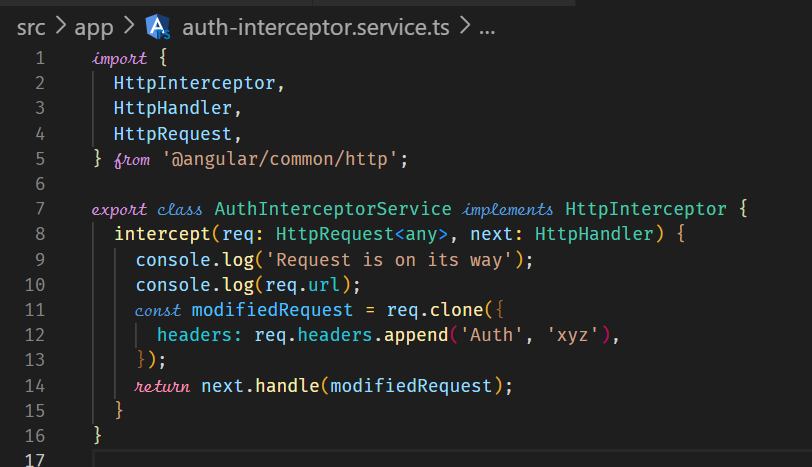 src > app > auth-interceptor.service.ts > ...
1 import {
2   HttpInterceptor,
3   HttpHandler,
4   HttpRequest,
5 } from '@angular/common/http';
6
7 export class AuthInterceptorService implements HttpInterceptor {
8   intercept(req: HttpRequest<any>, next: HttpHandler) {
9     console.log('Request is on its way');
10     console.log(req.url);
11     const modifiedRequest = req.clone({
12       headers: req.headers.append('Auth', 'xyz'),
13     });
14     return next.handle(modifiedRequest);
15   }
16 }
17